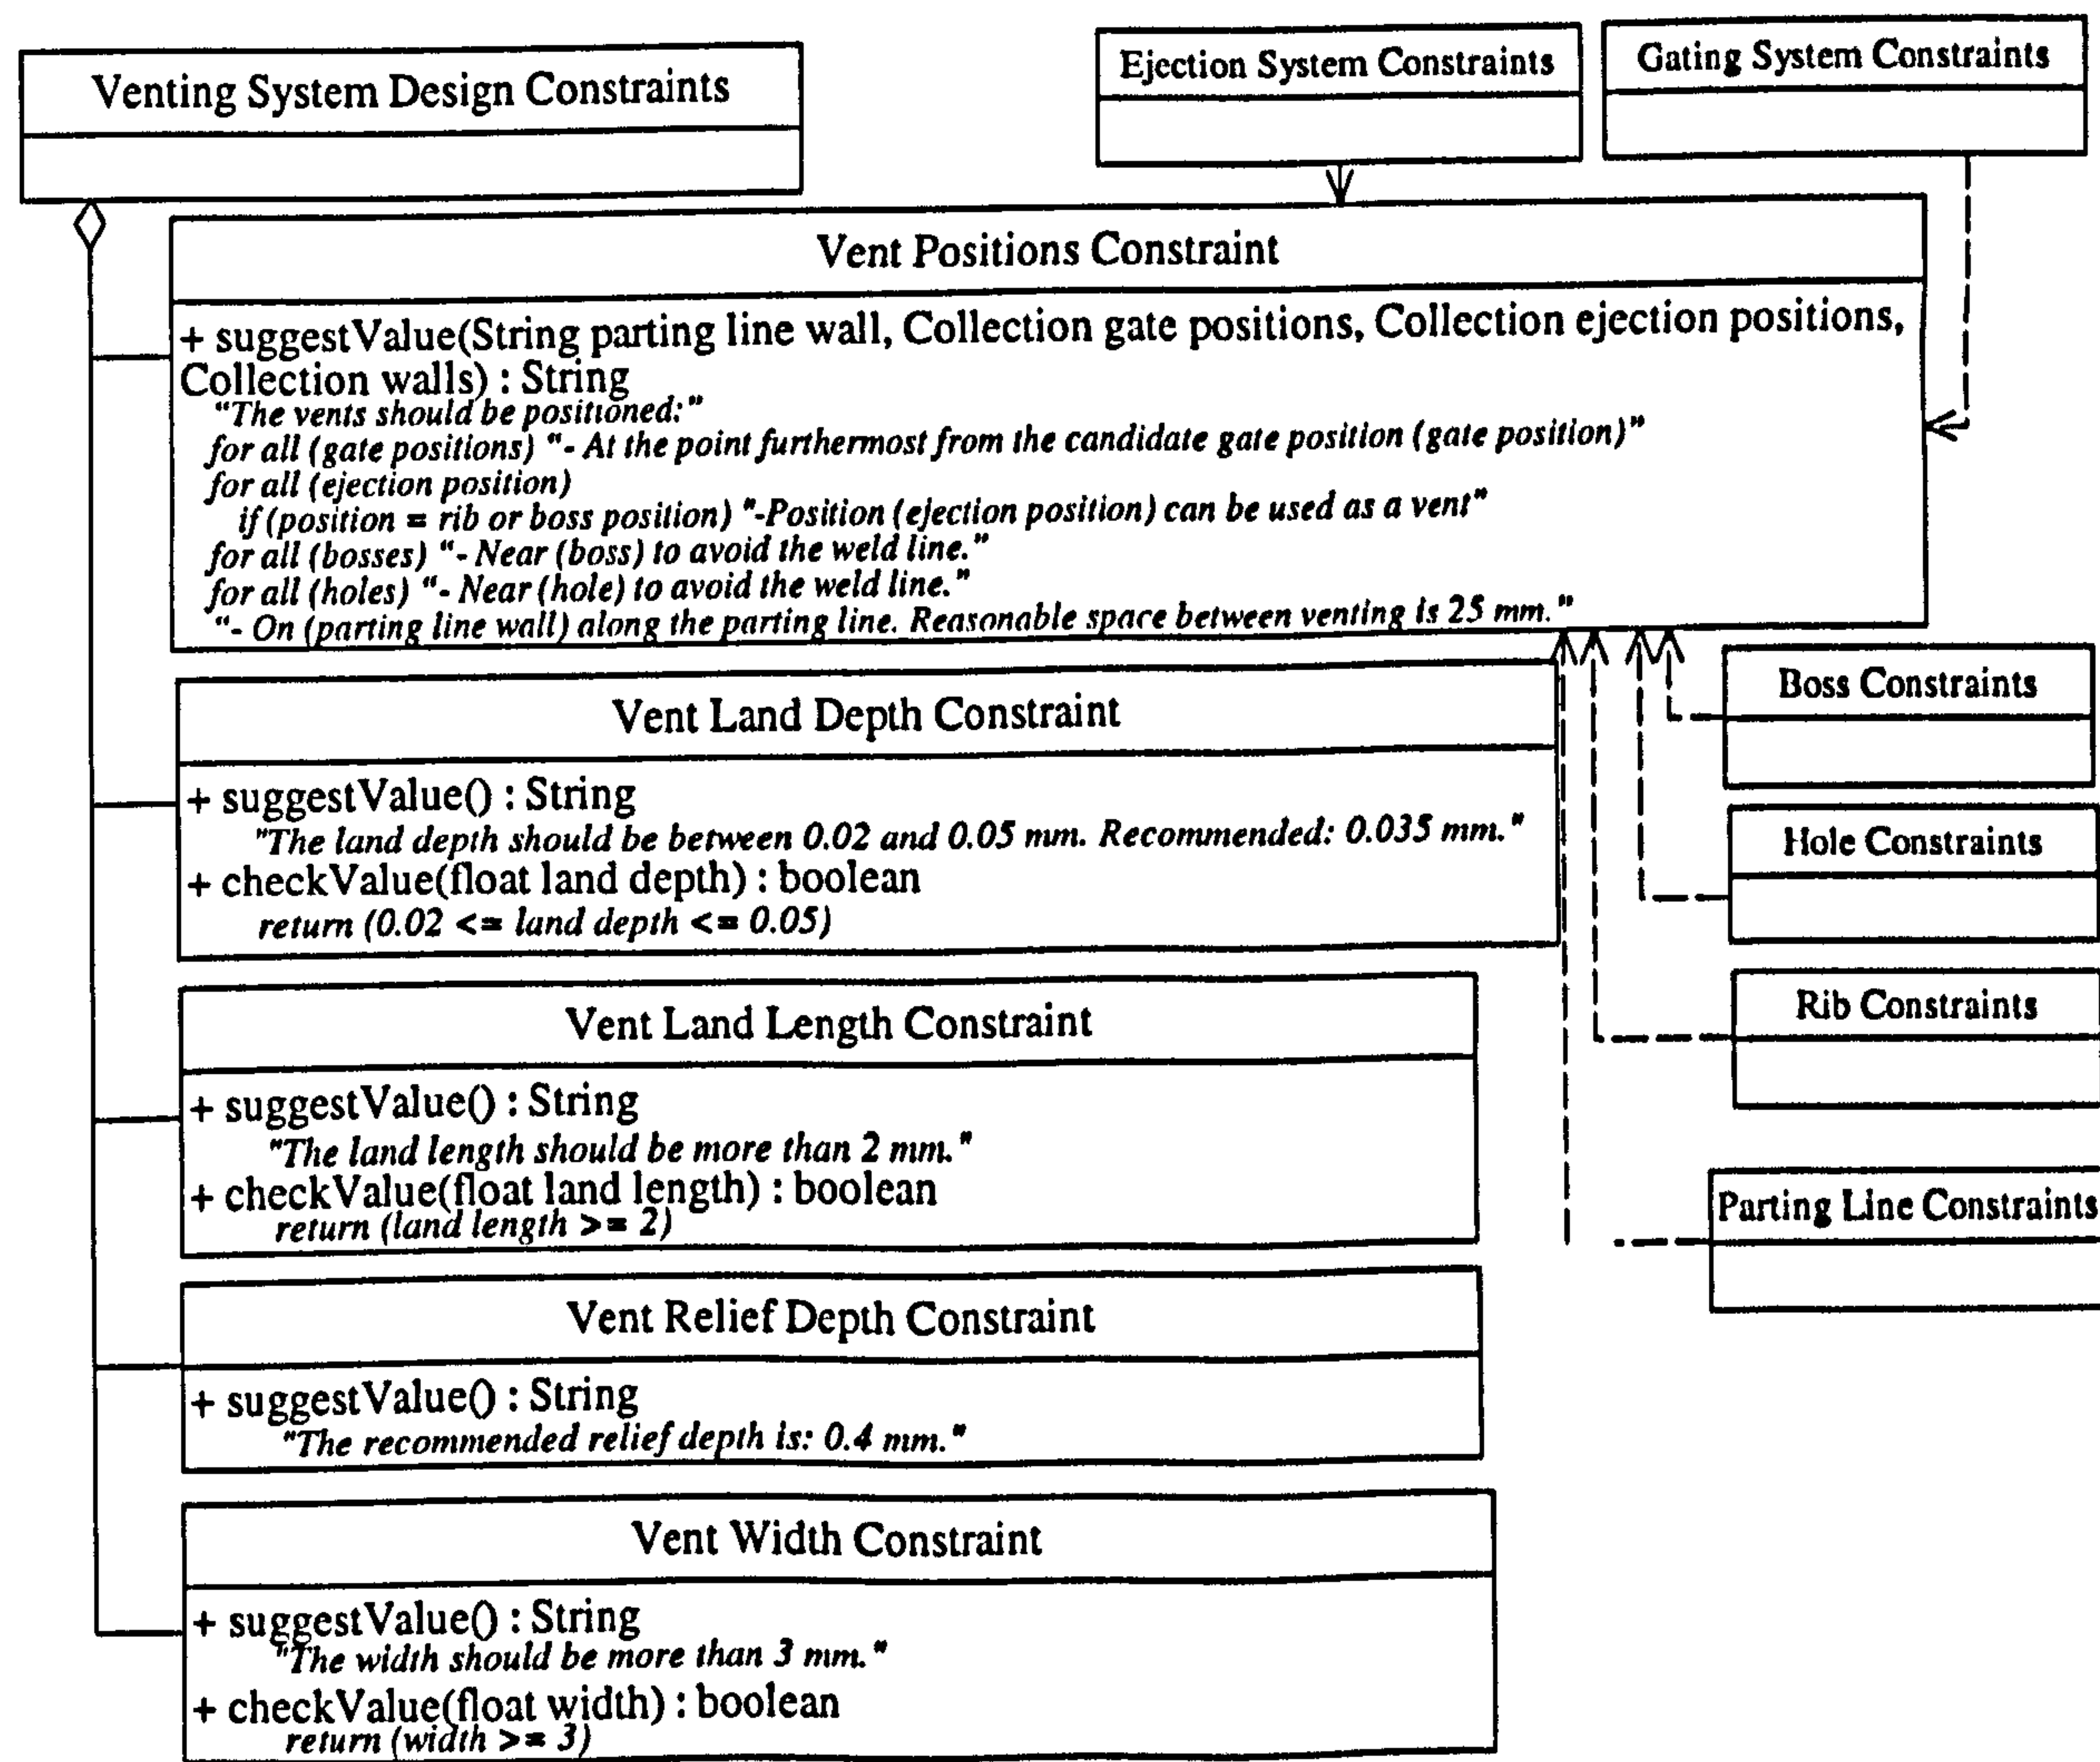 Venting System Design Constraints
Ejection System Constraints
Gating System Constraints
Vent Positions Constraint
+ suggestValue(String parting line wall, Collection gate positions, Collection ejection positions,
Collection walls) : String
"The vents should be positioned:"
for all (gate positions) "- At the point furthermost from the candidate gate position (gate position)"
for all (ejection position)
if (position = rib or boss position) "-Position (ejection position) can be used as a vent"
for all (bosses) "- Near (boss) to avoid the weld line."
for all (holes) "- Near (hole) to avoid the weld line."
"- On (parting line wall) along the parting line. Reasonable space between venting is 25 mm."
Vent Land Depth Constraint
+ suggestValue() : String
"The land depth should be between 0.02 and 0.05 mm. Recommended: 0.035 mm."
+ checkValue(float land depth) : boolean
return (0.02 <= land depth <= 0.05)
Boss Constraints
Hole Constraints
Rib Constraints
Parting Line Constraints
Vent Land Length Constraint
+ suggestValue() : String
"The land length should be more than 2 mm."
+ checkValue(float land length) : boolean
return (land length >= 2)
Vent Relief Depth Constraint
+ suggestValue() : String
"The recommended relief depth is: 0.4 mm."
Vent Width Constraint
+ suggestValue() : String
"The width should be more than 3 mm."
+ checkValue(float width) : boolean
return (width >= 3)